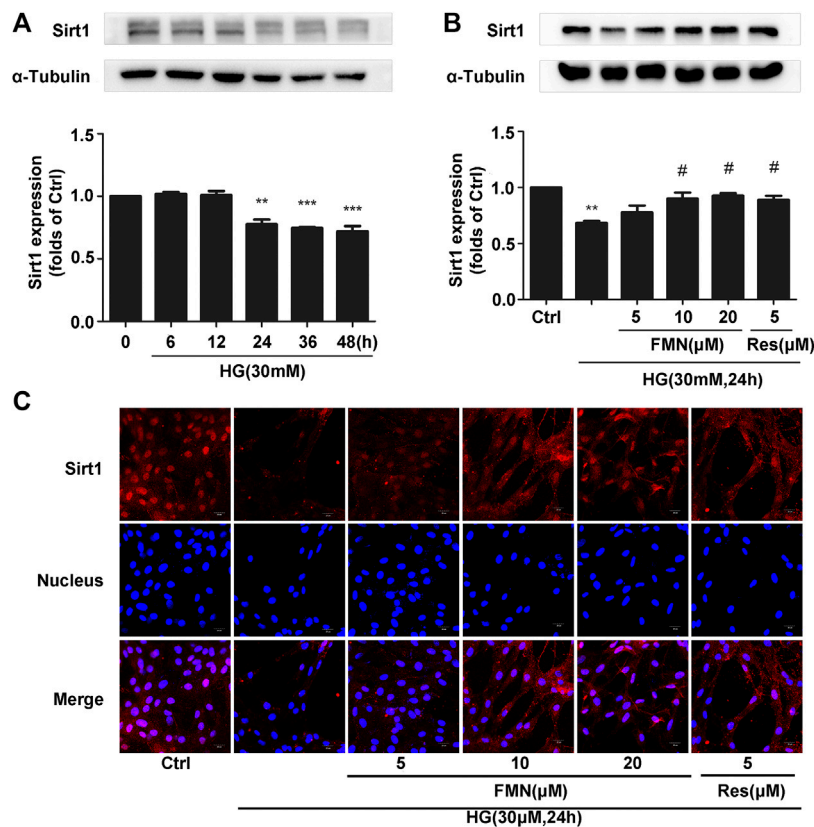 A
Sirt1
α-Tubulin
Sirt1 expression
(folds of Ctrl)
1.5
1.0
0.5
0.0
** *** ***
0 6 12 24 36 48(h)
HG(30mM)
B
Sirt1
α-Tubulin
Sirt1 expression
(folds of Ctrl)
1.5
1.0
0.5
0.0
** # # #
Ctrl - 5 10 20 5
FMN(μM) Res(μM)
HG(30mM,24h)
C
Sirt1
Nucleus
Merge
Ctrl 5 10 20 5
FMN(μM) Res(μM)
HG(30μM,24h)